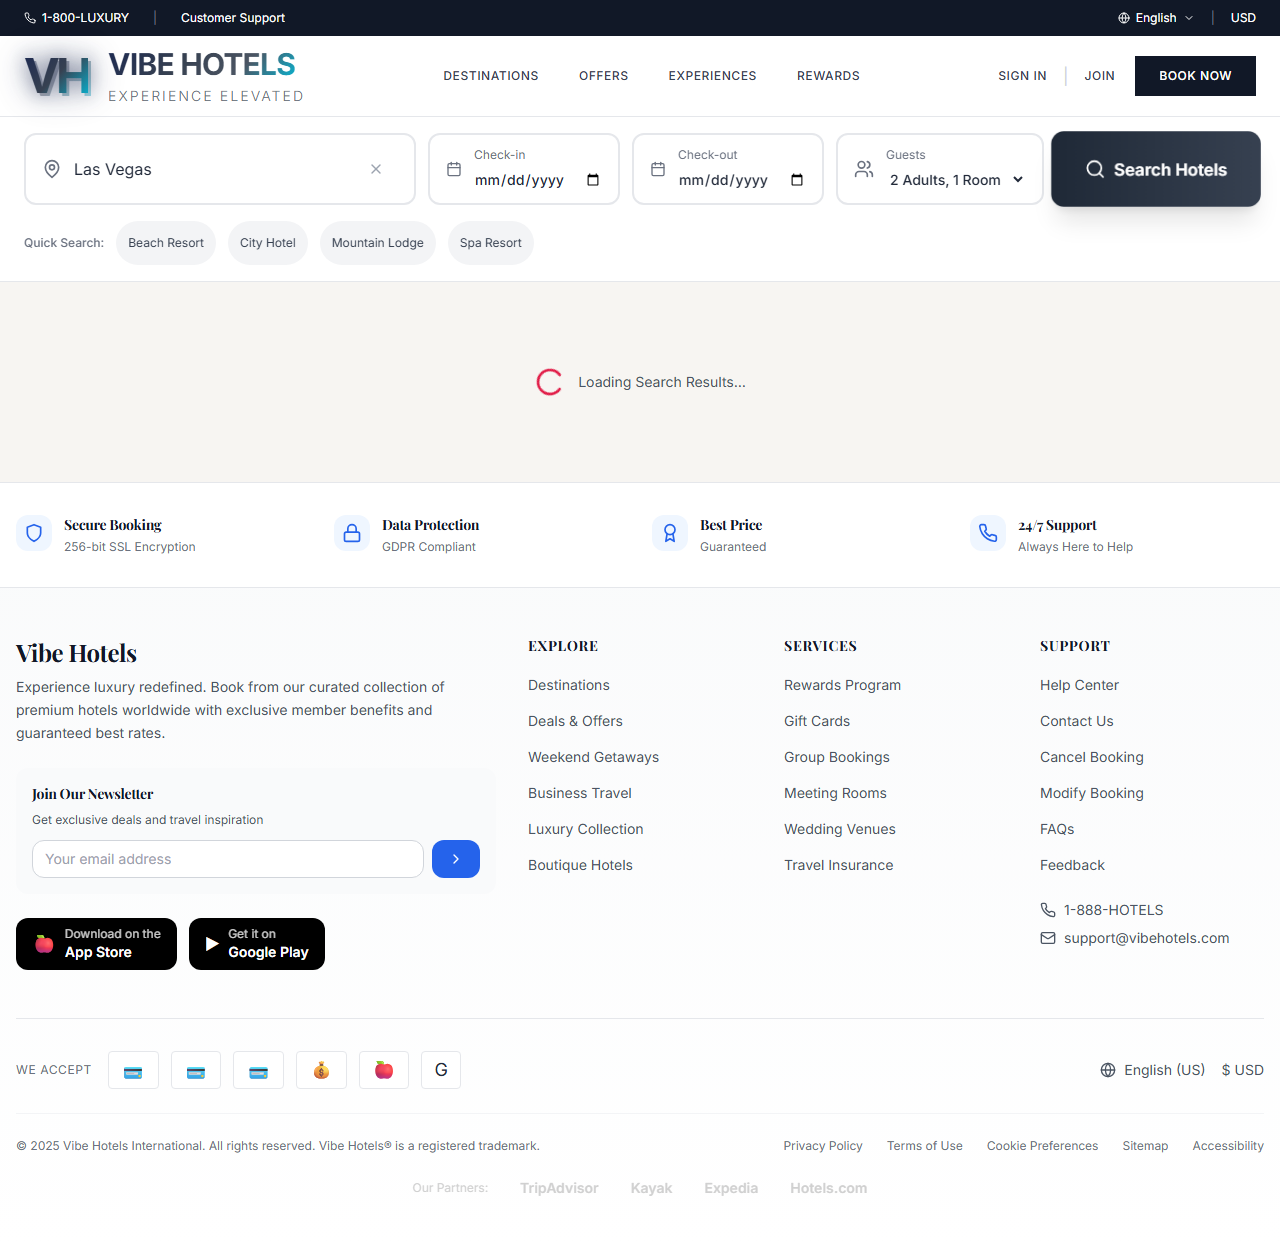 1-800-LUXURY
Customer Support
English
USD
VH
VIBE HOTELS
EXPERIENCE ELEVATED
DESTINATIONS
OFFERS
EXPERIENCES
REWARDS
SIGN IN
JOIN
BOOK NOW
Las Vegas
Check-in
mm/dd/yyyy
Check-out
mm/dd/yyyy
Guests
2 Adults, 1 Room
Search Hotels
Quick Search:
Beach Resort
City Hotel
Mountain Lodge
Spa Resort
Loading Search Results...
Secure Booking
256-bit SSL Encryption
Data Protection
GDPR Compliant
Best Price
Guaranteed
24/7 Support
Always Here to Help
Vibe Hotels
Experience luxury redefined. Book from our curated collection of
premium hotels worldwide with exclusive member benefits and
guaranteed best rates.
Join Our Newsletter
Get exclusive deals and travel inspiration
Your email address
Download on the
App Store
Get it on
Google Play
EXPLORE
Destinations
Deals & Offers
Weekend Getaways
Business Travel
Luxury Collection
Boutique Hotels
SERVICES
Rewards Program
Gift Cards
Group Bookings
Meeting Rooms
Wedding Venues
Travel Insurance
SUPPORT
Help Center
Contact Us
Cancel Booking
Modify Booking
FAQs
Feedback
1-888-HOTELS
support@vibehotels.com
WE ACCEPT
G
English (US)
$ USD
© 2025 Vibe Hotels International. All rights reserved. Vibe Hotels® is a registered trademark.
Privacy Policy
Terms of Use
Cookie Preferences
Sitemap
Accessibility
Our Partners:
TripAdvisor
Kayak
Expedia
Hotels.com